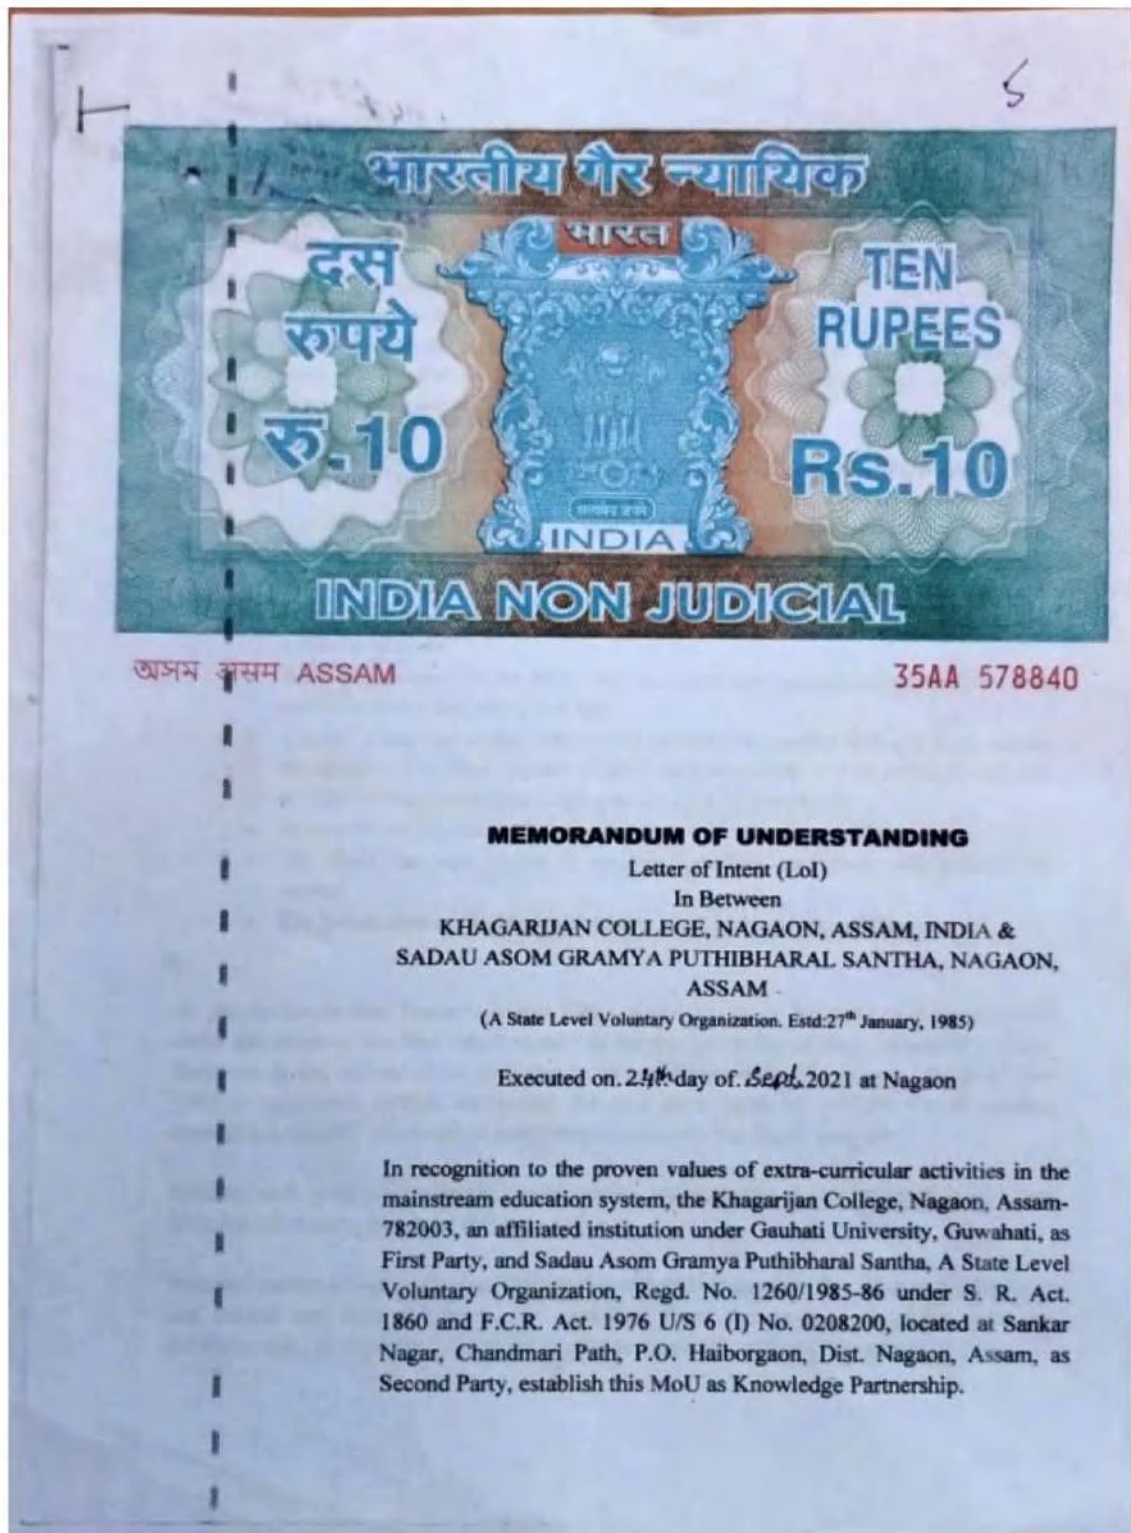 5
भारतीय गैर न्यायिक
भारत
दस
रुपये
रु.10
TEN
RUPEES
Rs.10
सत्यमेव जयते
INDIA
INDIA NON JUDICIAL
অসম असम ASSAM
35AA 578840
MEMORANDUM OF UNDERSTANDING
Letter of Intent (LoI)
In Between
KHAGARIJAN COLLEGE, NAGAON, ASSAM, INDIA &
SADAU ASOM GRAMYA PUTHIBHARAL SANTHA, NAGAON,
ASSAM
(A State Level Voluntary Organization. Estd:27th January, 1985)
Executed on. 24th day of. Sept. 2021 at Nagaon
In recognition to the proven values of extra-curricular activities in the
mainstream education system, the Khagarijan College, Nagaon, Assam-
782003, an affiliated institution under Gauhati University, Guwahati, as
First Party, and Sadau Asom Gramya Puthibharal Santha, A State Level
Voluntary Organization, Regd. No. 1260/1985-86 under S. R. Act.
1860 and F.C.R. Act. 1976 U/S 6 (I) No. 0208200, located at Sankar
Nagar, Chandmari Path, P.O. Haiborgaon, Dist. Nagaon, Assam, as
Second Party, establish this MoU as Knowledge Partnership.